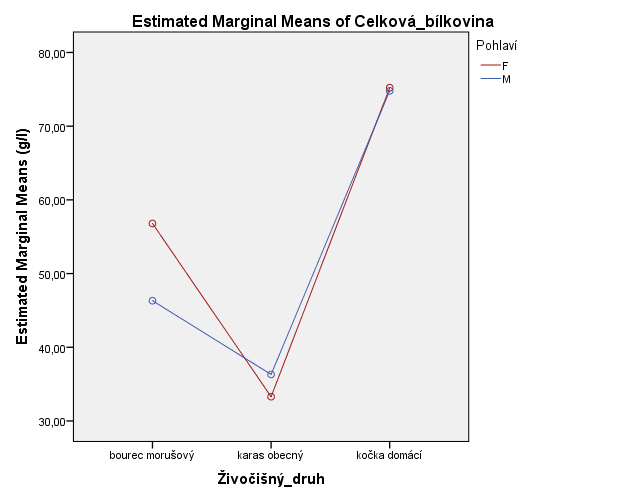 Estimated Marginal Means of Celková_bílkovina
Pohlaví
F
M
Estimated Marginal Means (g/l)
80,00
70,00
60,00
50,00
40,00
30,00
bourec morušový
karas obecný
kočka domácí
Živočišný_druh